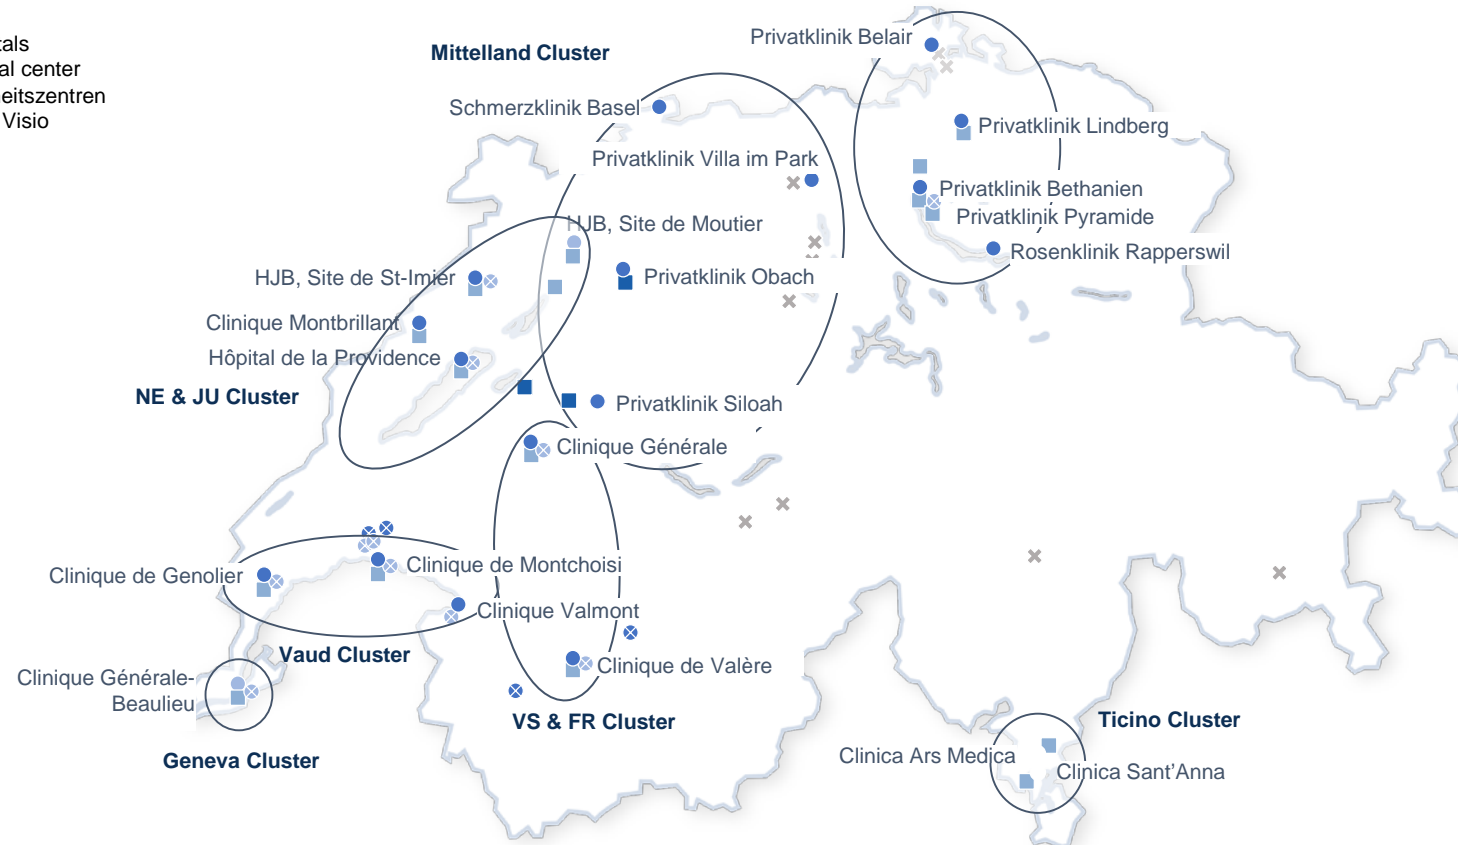 tals
al center
eitszentren
Visio
Mittelland Cluster
Privatklinik Belair
Schmerzklinik Basel
Privatklinik Lindberg
Privatklinik Villa im Park
Privatklinik Bethanien
Privatklinik Pyramide
HJB, Site de Moutier
Rosenklinik Rapperswil
HJB, Site de St-Imier
Privatklinik Obach
Clinique Montbrillant
Hôpital de la Providence
NE & JU Cluster
Privatklinik Siloah
Clinique Générale
Clinique de Genolier
Clinique de Montchoisi
Clinique Valmont
Vaud Cluster
Clinique de Valère
Clinique Générale-
Beaulieu
VS & FR Cluster
Ticino Cluster
Geneva Cluster
Clinica Ars Medica
Clinica Sant'Anna